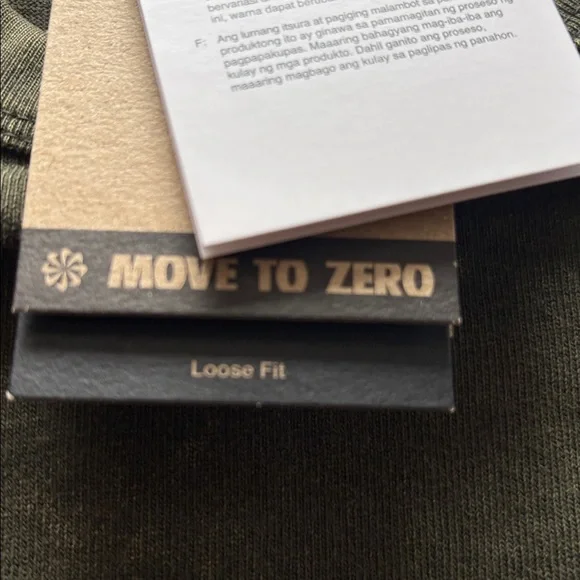 bervariasi
ini, warna dapat beruba
F: Ang lumang itsura at pagiging malambot sa p
produktong ito ay ginawa sa pamamagitan ng proseso ng
pagpapakupas. Maaaring bahagyang mag-iba-iba ang
kulay ng mga produkto. Dahil ganito ang proseso,
maaaring magbago ang kulay sa paglipas ng panahon.
MOVE TO ZERO
Loose Fit